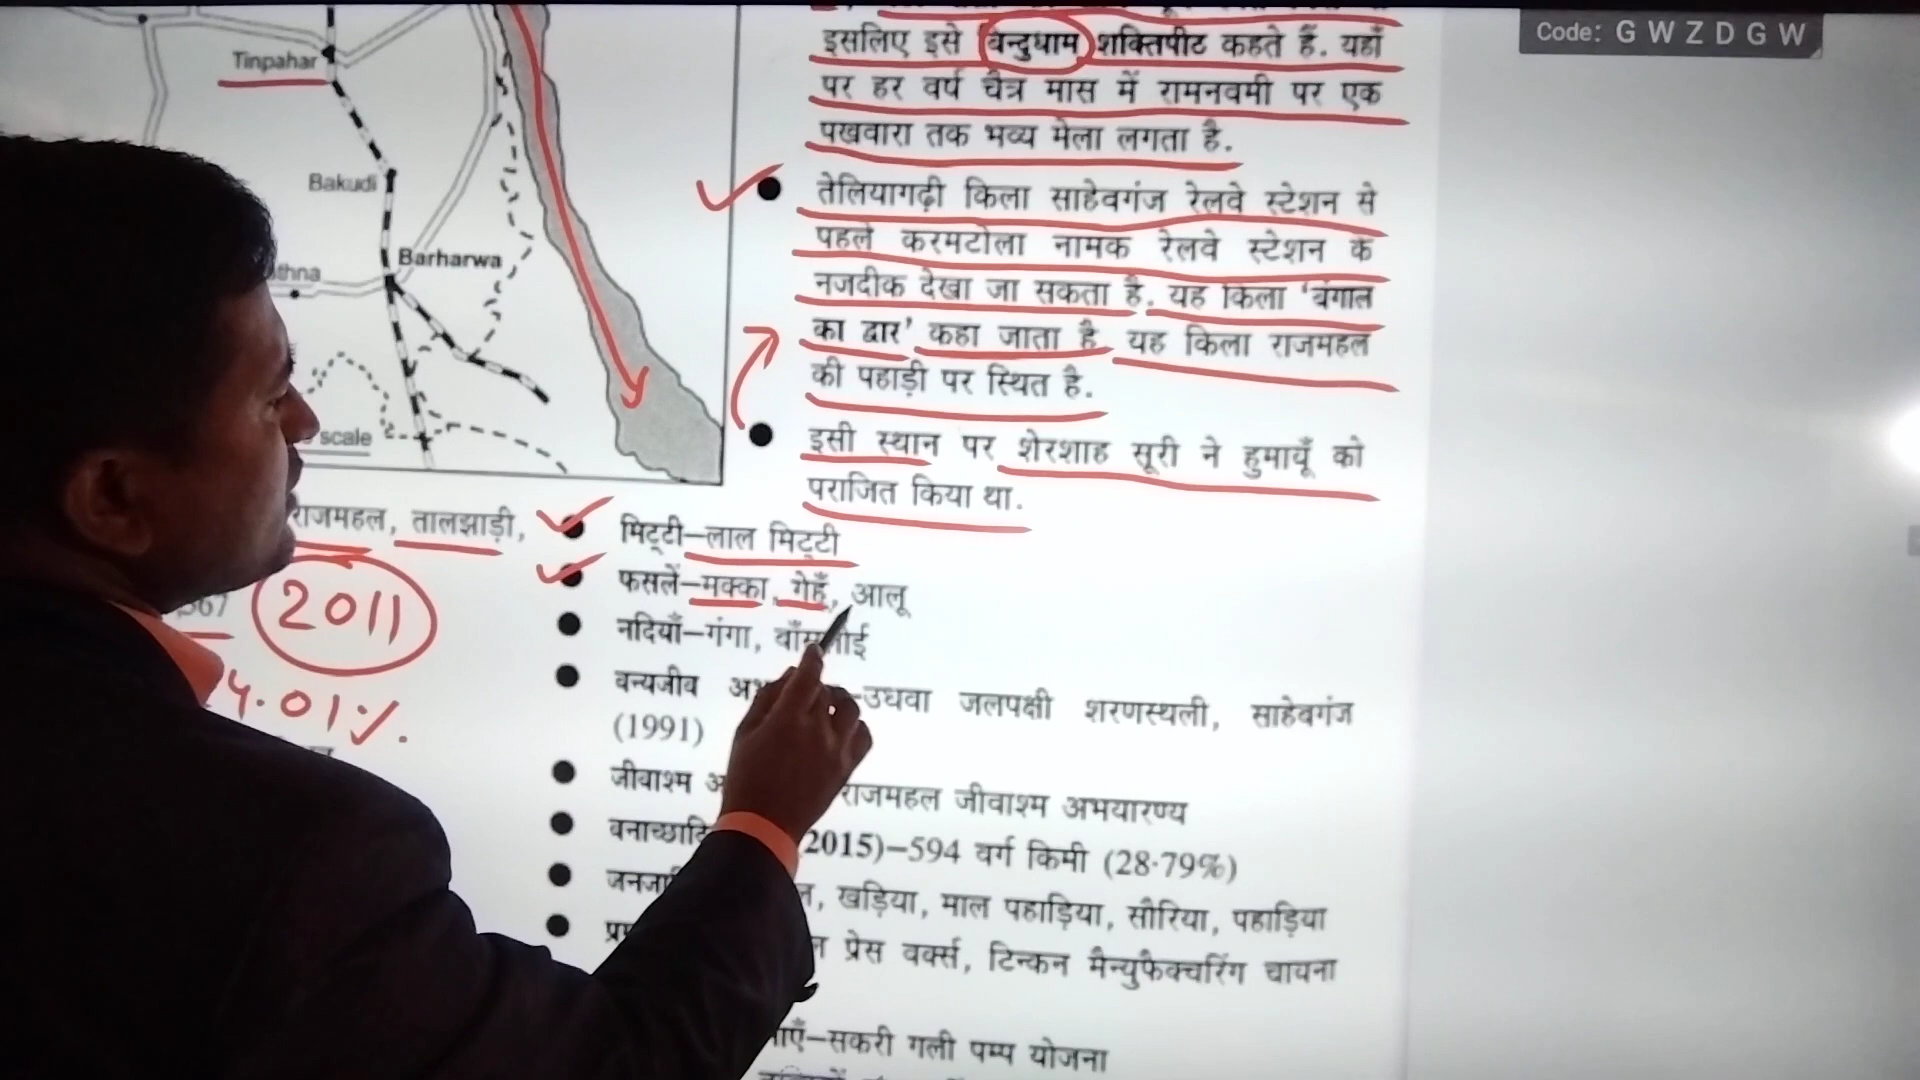 Code: G W Z D G W
इसलिए इसे बिन्दुधाम शक्तिपीट कहते हैं. यहाँ
पर हर वर्ष चैत्र मास में रामनवमी पर एक
पखवारा तक भव्य मेला लगता है.
तेलियागढ़ी किला साहेबगंज रेलवे स्टेशन से
पहले करमटोला नामक रेलवे स्टेशन के
नजदीक देखा जा सकता है. यह किला 'बंगाल
का द्वार' कहा जाता है यह किला राजमहल
की पहाड़ी पर स्थित है.
इसी स्थान पर शेरशाह सूरी ने हुमायूँ को
पराजित किया था.
Tinpahar
Bakudi
Barharwa
scale
राजमहल, तालझाड़ी,
2011
मिट्टी–लाल मिट्टी
फसलें–मक्का, गेहूँ, आलू
नदियाँ–गंगा,
वन्यजीव –उधवा जलपक्षी शरणस्थली, साहेबगंज
(1991)
जीवाश्म राजमहल जीवाश्म अभयारण्य
2015)–594 वर्ग किमी (28·79%)
खड़िया, माल पहाड़िया, सौरिया, पहाड़िया
प्रेस वर्क्स, टिन्कन मैन्युफैक्चरिंग चायना
सकरी गली पम्प योजना